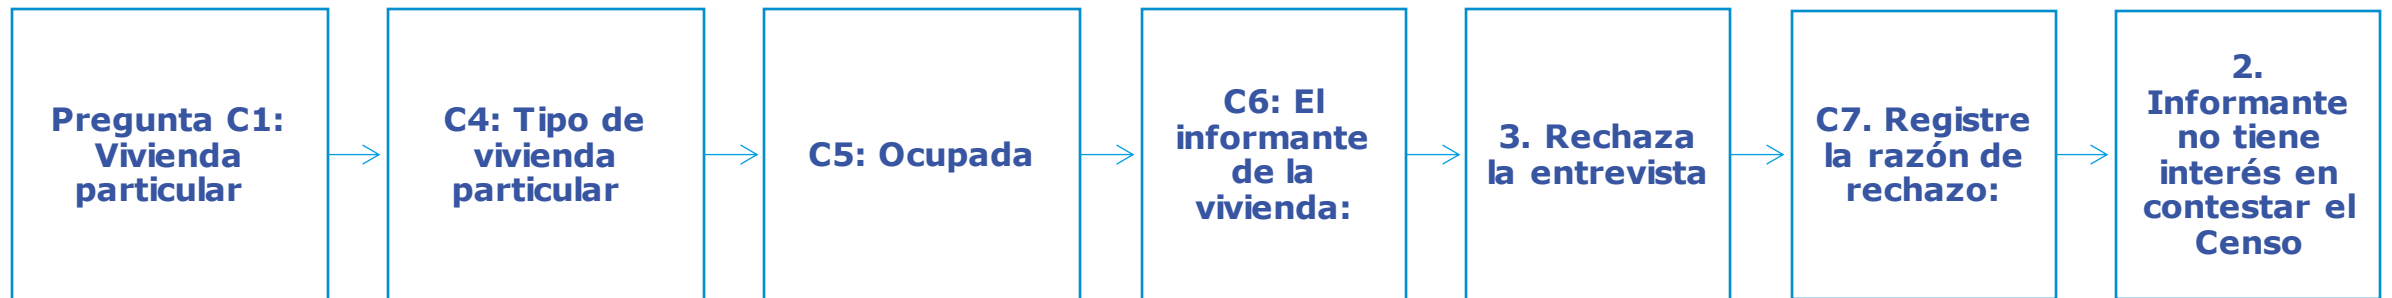 Pregunta C1:
Vivienda
particular
C4: Tipo de
vivienda
particular
C5: Ocupada
C6: El
informante
de la
vivienda:
3. Rechaza
la entrevista
C7. Registre
la razón de
rechazo:
2.
Informante
no tiene
interés en
contestar el
Censo